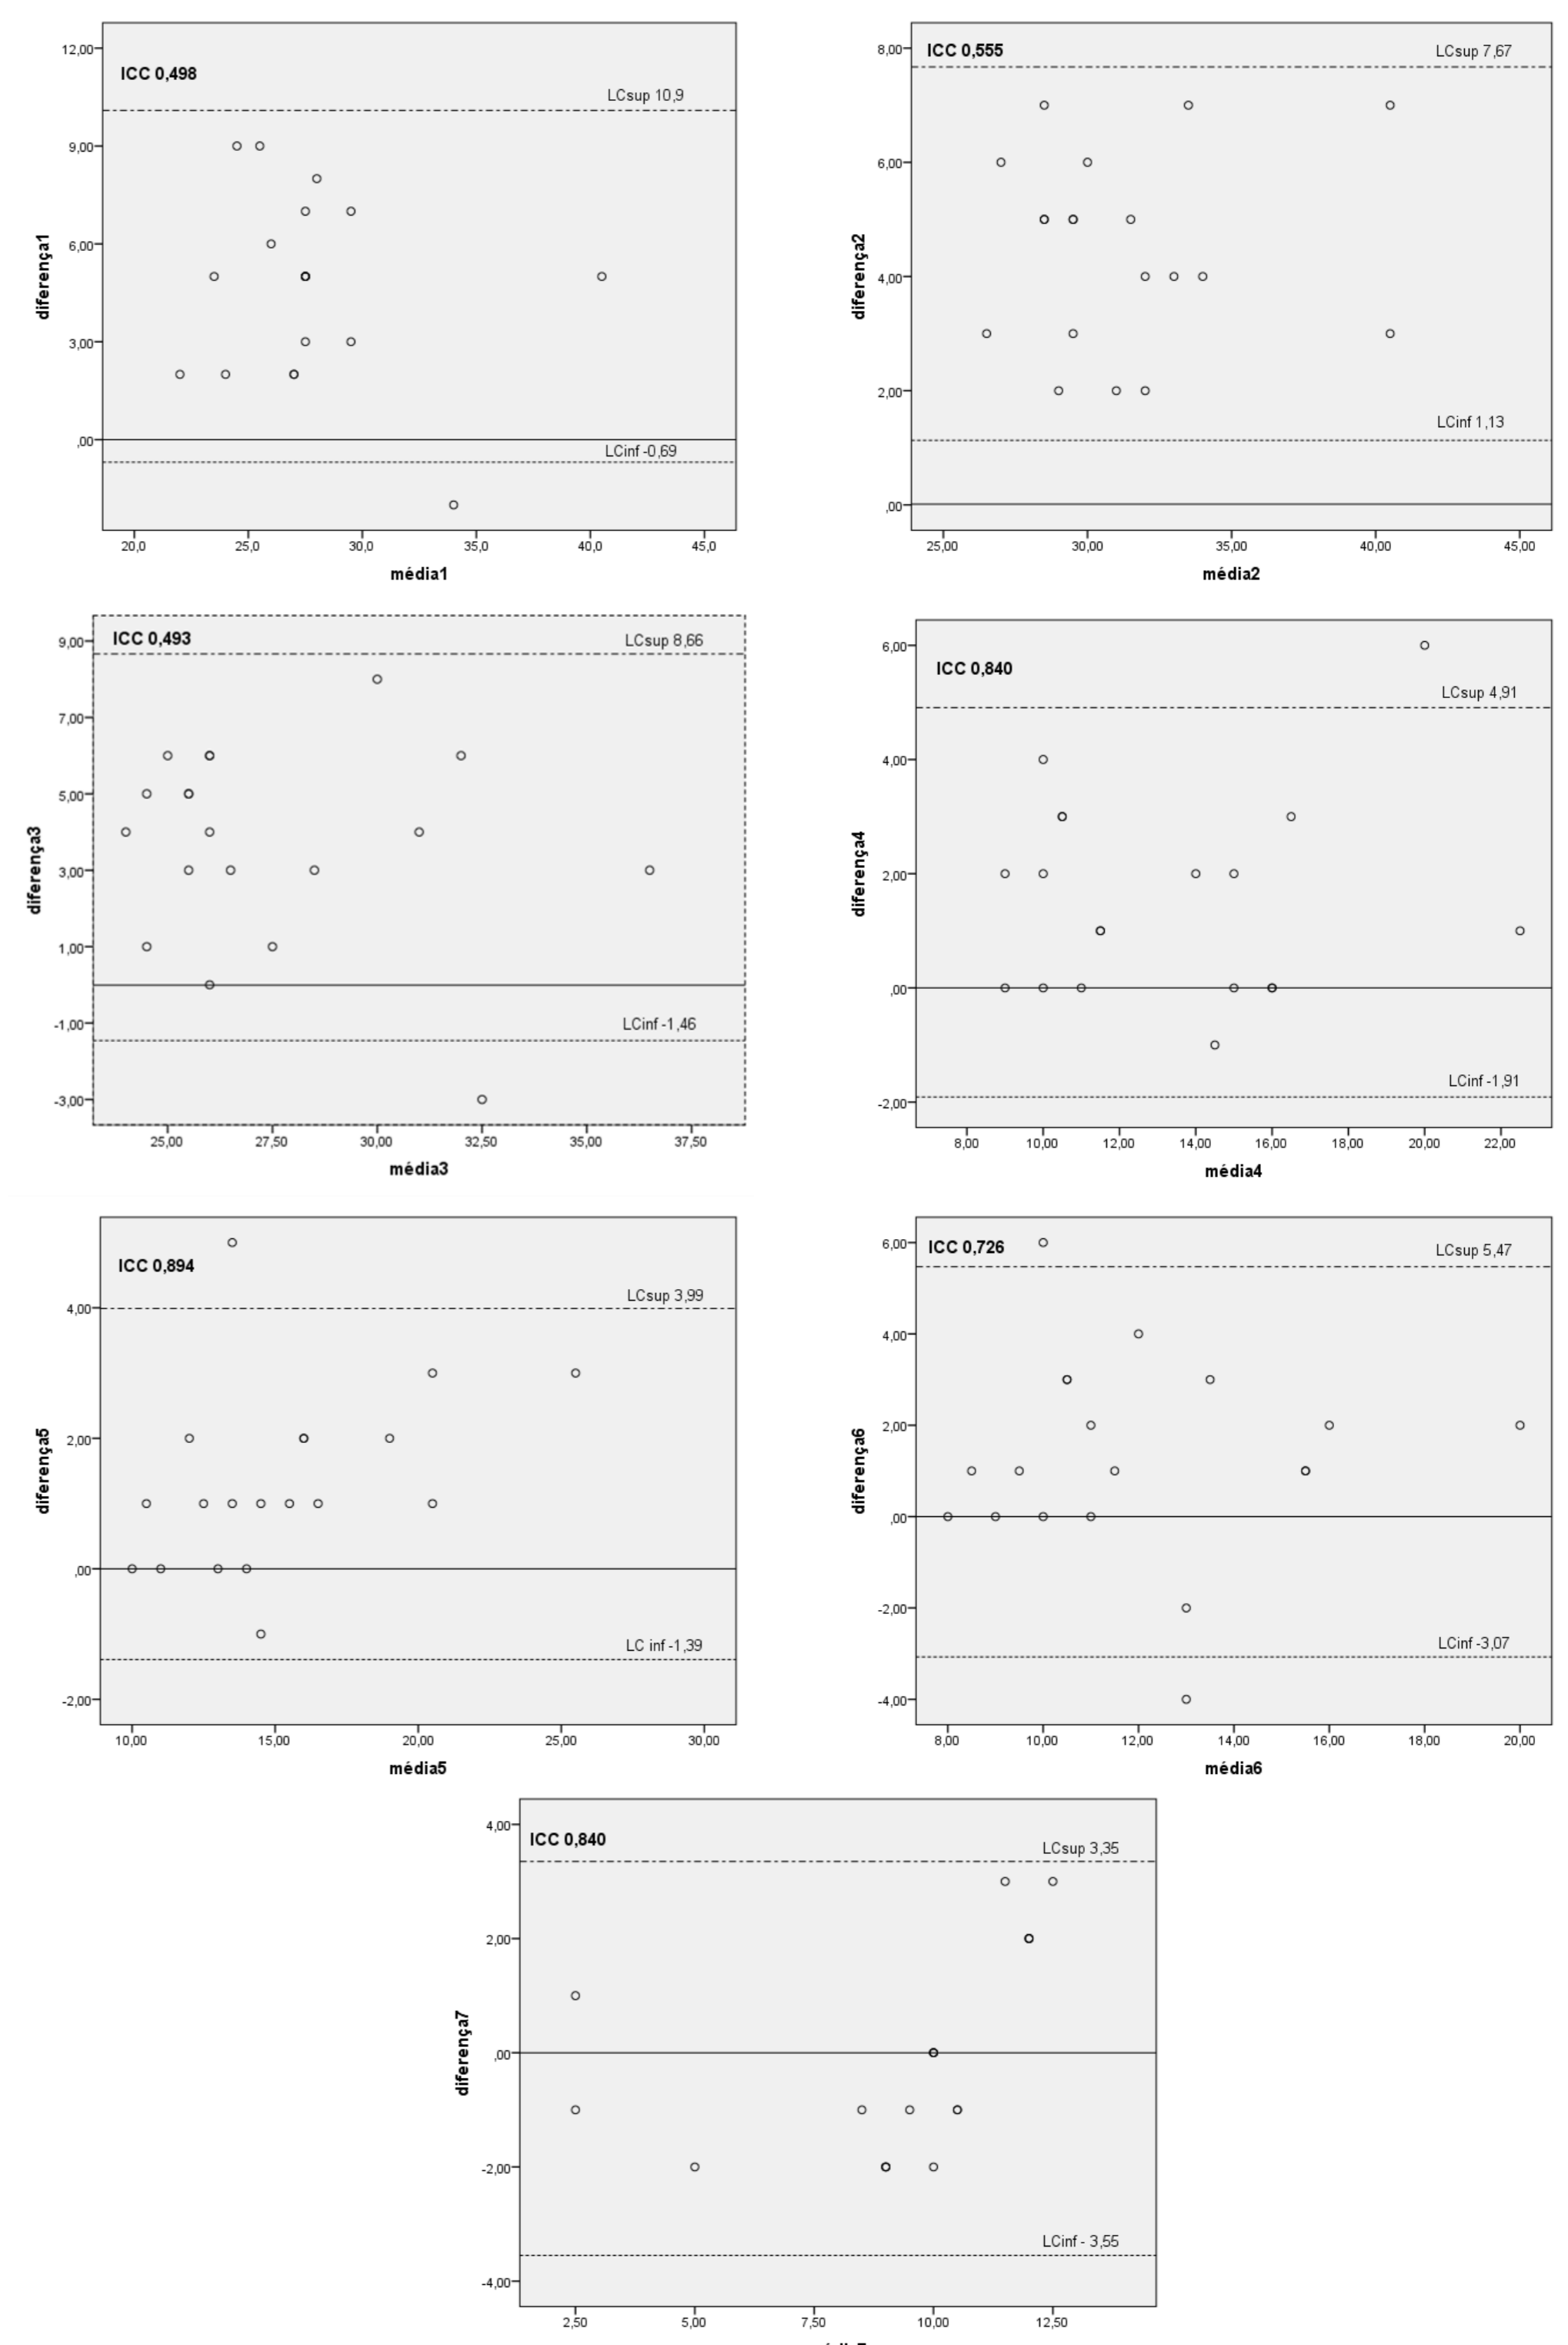 12,00
ICC 0,498
LCsup 10,9
9,00
6,00
3,00
,00
LCinf -0,69
diferença1
20,0 25,0 30,0 35,0 40,0 45,0
média1
8,00
ICC 0,555
LCsup 7,67
6,00
4,00
2,00
LCinf 1,13
,00
diferença2
25,00 30,00 35,00 40,00 45,00
média2
9,00
ICC 0,493
LCsup 8,66
7,00
5,00
3,00
1,00
-1,00
LCinf -1,46
-3,00
diferença3
25,00 27,50 30,00 32,50 35,00 37,50
média3
6,00
ICC 0,840
LCsup 4,91
4,00
2,00
,00
LCinf -1,91
-2,00
diferença4
8,00 10,00 12,00 14,00 16,00 18,00 20,00 22,00
média4
ICC 0,894
LCsup 3,99
4,00
2,00
,00
LC inf -1,39
-2,00
diferença5
10,00 15,00 20,00 25,00 30,00
média5
6,00
ICC 0,726
LCsup 5,47
4,00
2,00
,00
-2,00
LCinf -3,07
-4,00
diferença6
8,00 10,00 12,00 14,00 16,00 18,00 20,00
média6
4,00
ICC 0,840
LCsup 3,35
2,00
,00
-2,00
LCinf - 3,55
-4,00
diferença7
2,50 5,00 7,50 10,00 12,50